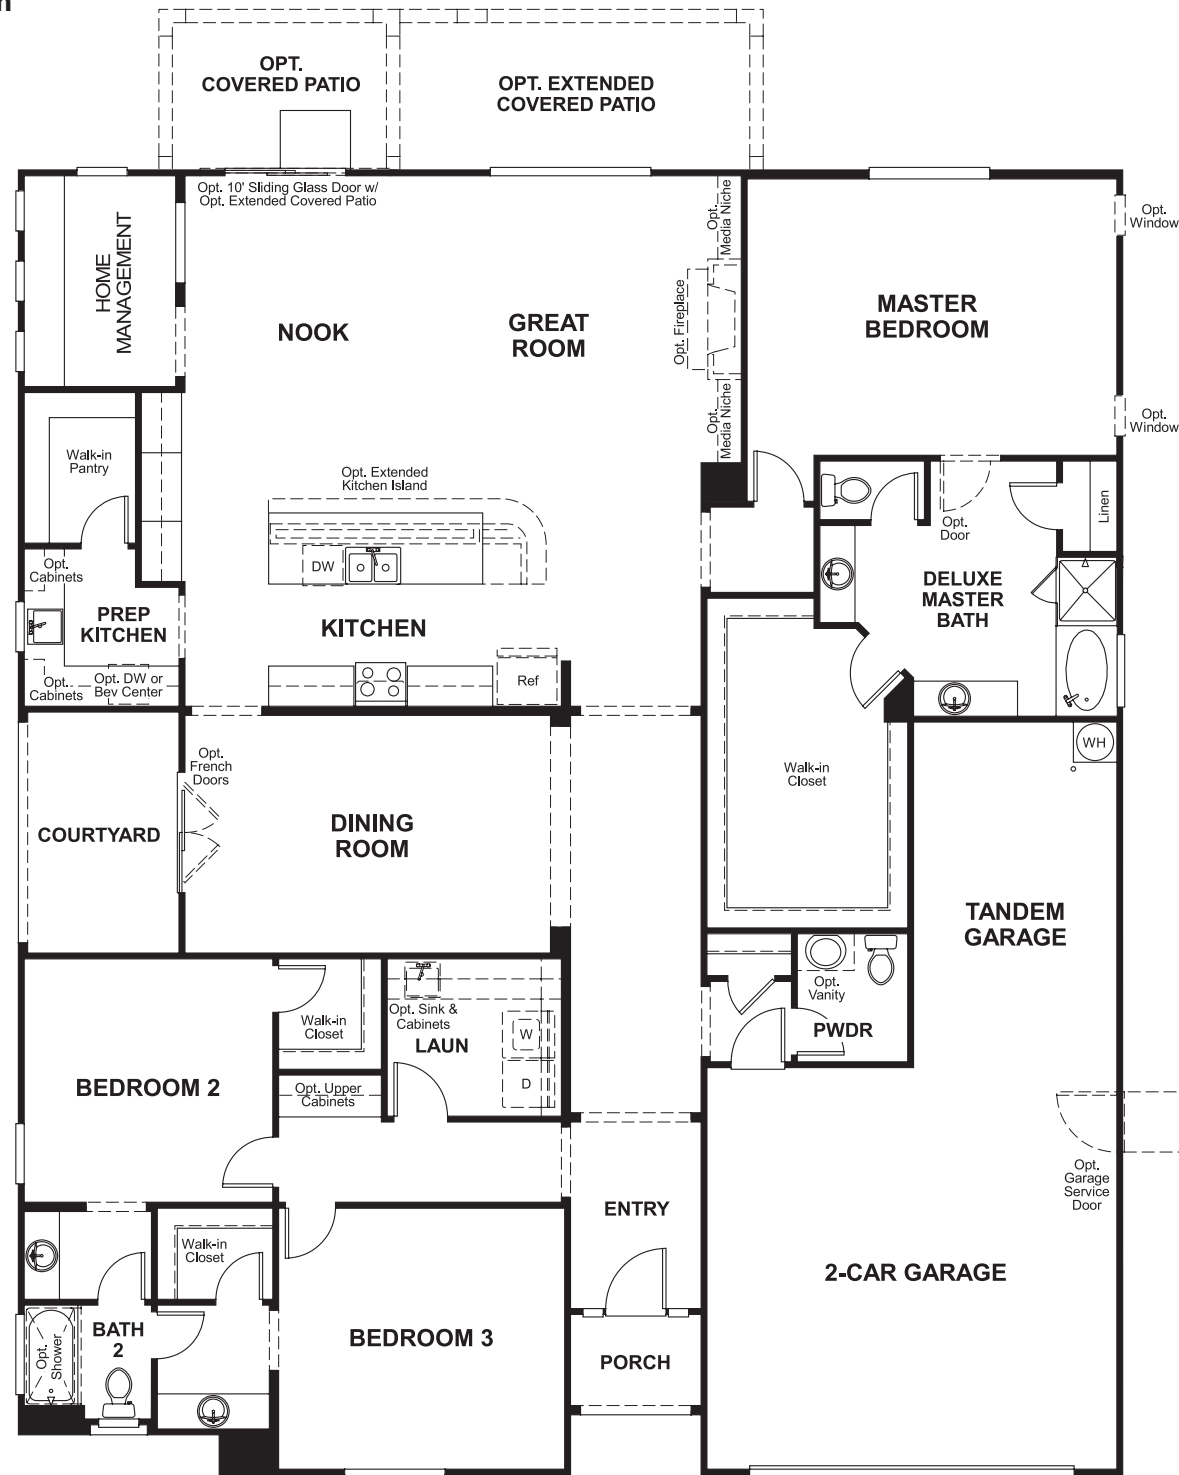 OPT.
COVERED PATIO
OPT. EXTENDED
COVERED PATIO
Opt. 10' Sliding Glass Door w/
Opt. Extended Covered Patio
HOME
MANAGEMENT
NOOK
GREAT
ROOM
Opt.
Media Niche
Opt. Fireplace
Opt.
Media Niche
MASTER
BEDROOM
Opt.
Window
Opt.
Window
Walk-in
Pantry
Opt. Extended
Kitchen Island
DW
Opt.
Door
Linen
Opt.
Cabinets
PREP
KITCHEN
KITCHEN
DELUXE
MASTER
BATH
Opt.
Cabinets
Opt. DW or
Bev Center
Ref
Opt.
French
Doors
WH
Walk-in
Closet
COURTYARD
DINING
ROOM
TANDEM
GARAGE
Walk-in
Closet
Opt. Sink &
Cabinets
LAUN
W
D
Opt.
Vanity
PWDR
BEDROOM 2
Opt. Upper
Cabinets
Opt.
Garage
Service
Door
ENTRY
Walk-in
Closet
2-CAR GARAGE
BATH
2
Opt.
Shower
BEDROOM 3
PORCH